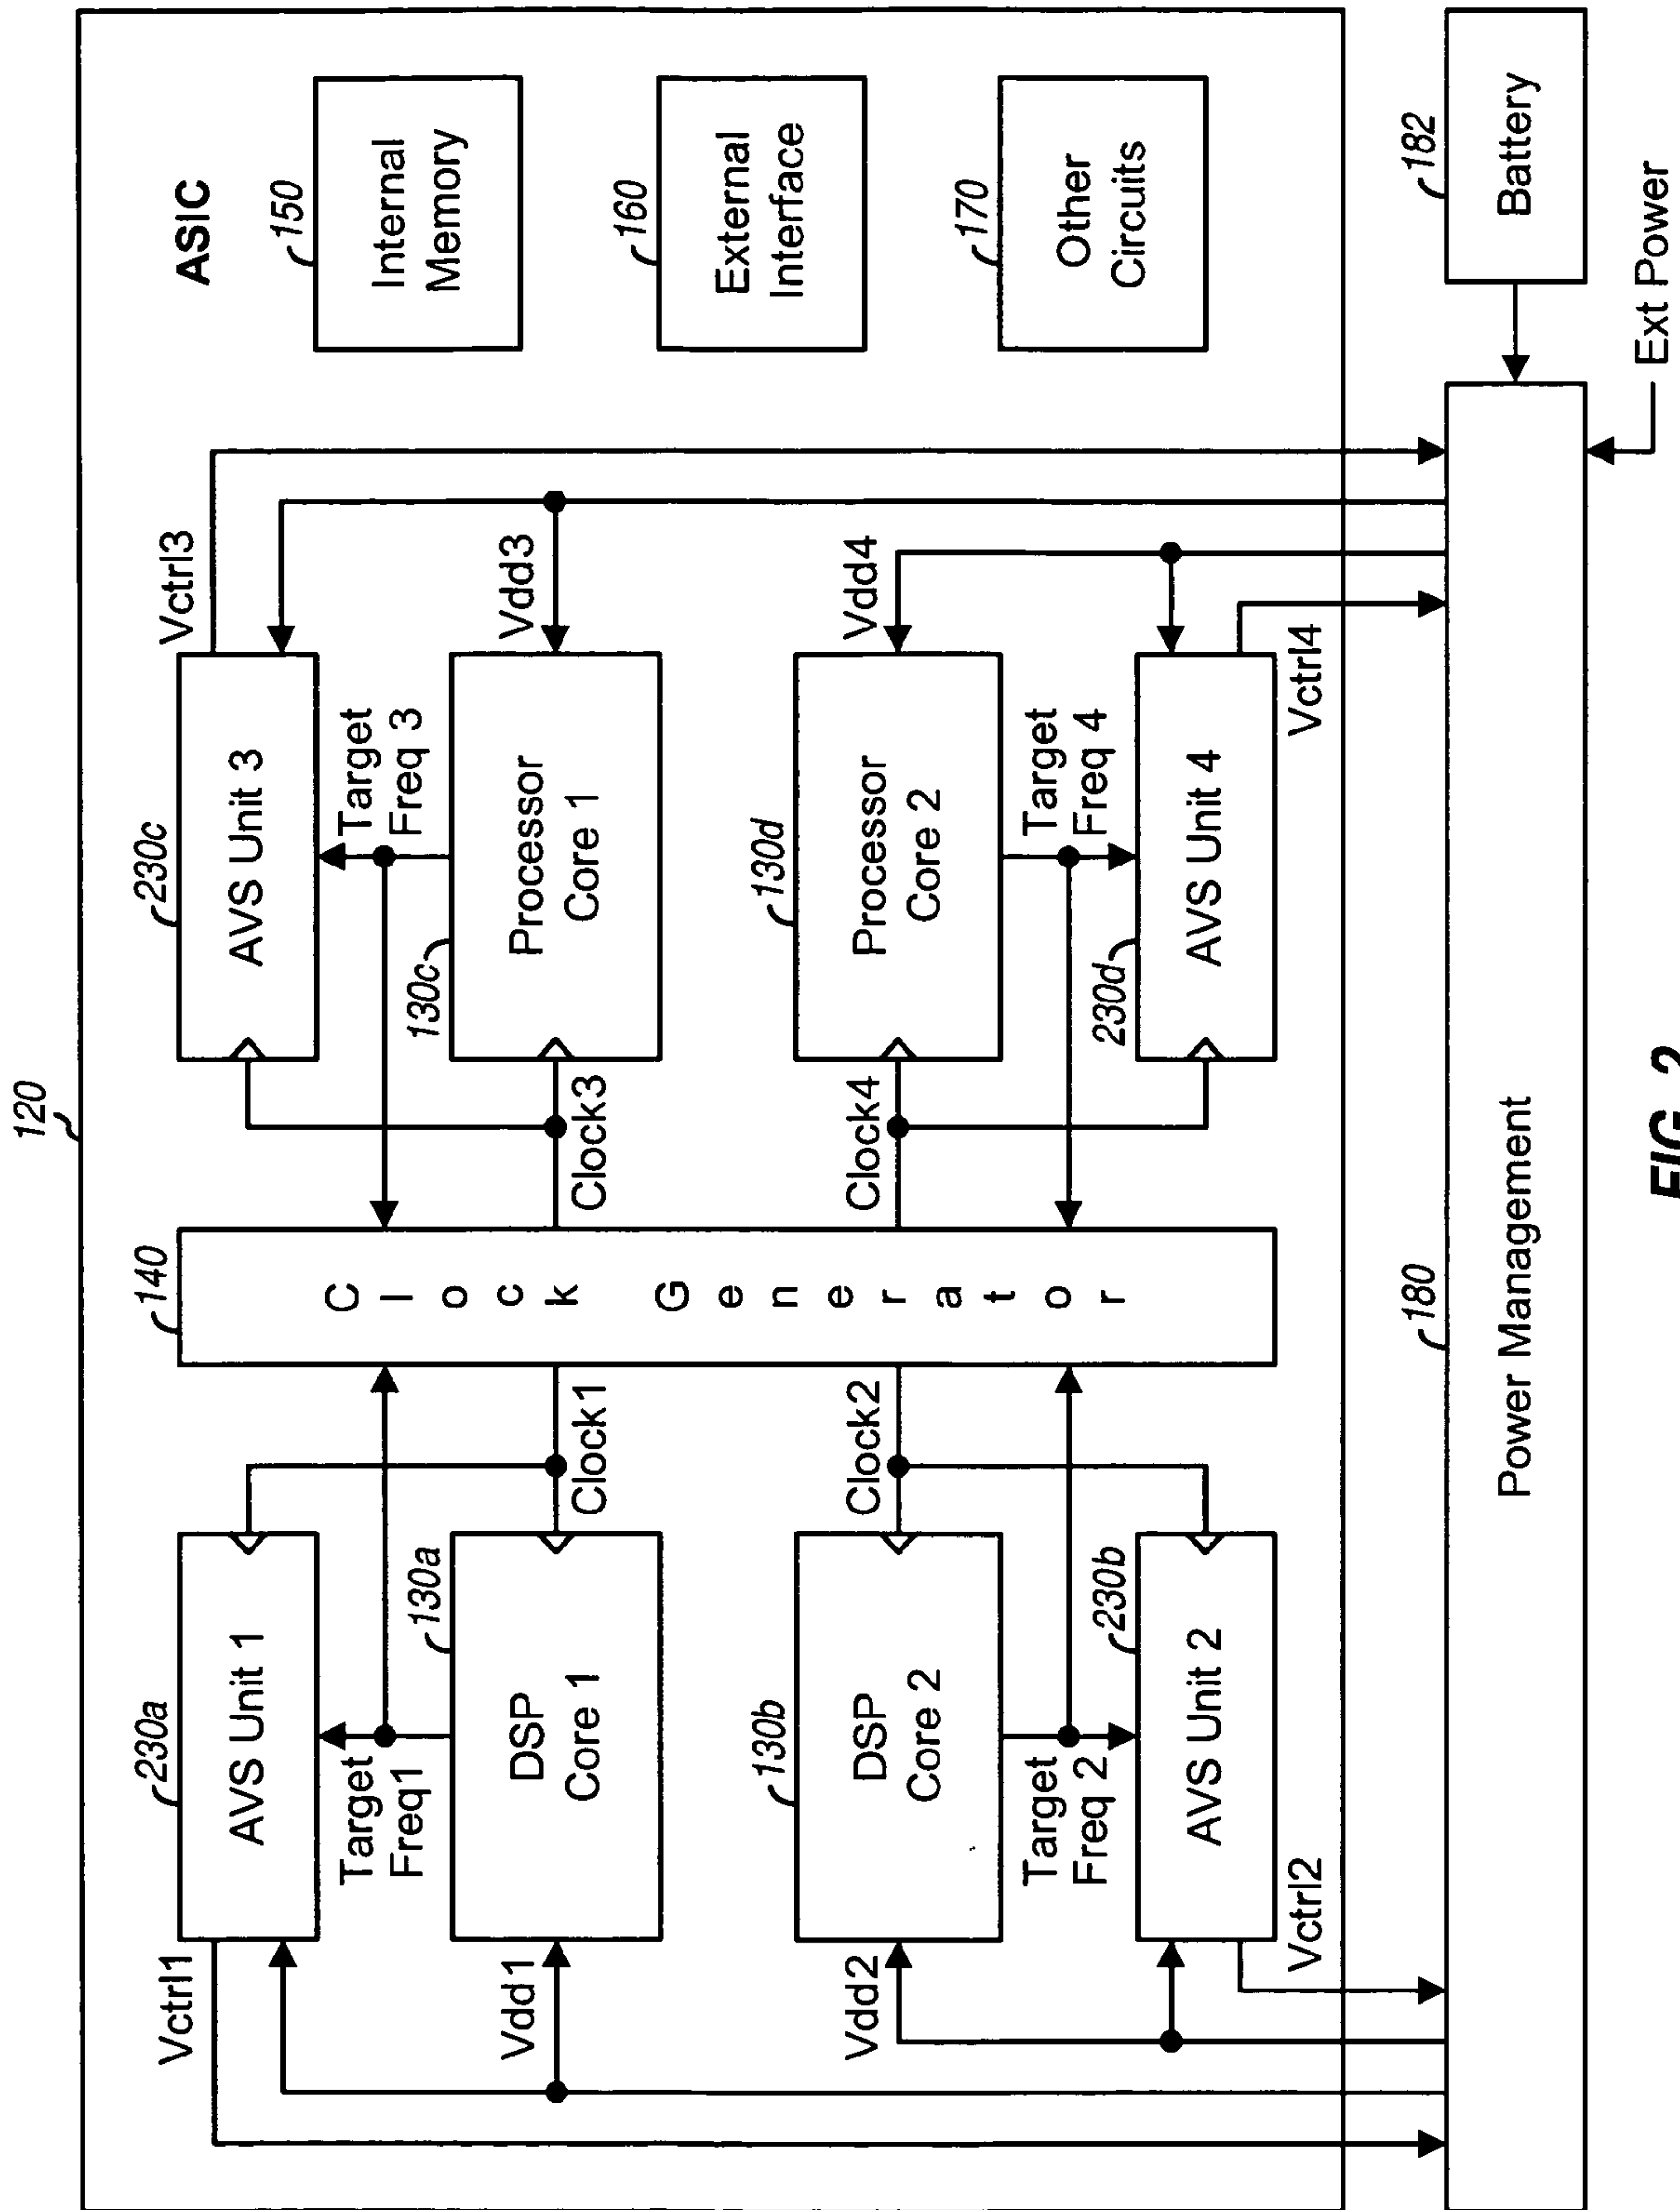 120
ASIC
Vctrl1
230a
AVS Unit 1
140
230c
AVS Unit 3
Vctrl3
150
Internal
Memory
Target
Freq1
Target
Freq 3
Vdd1
130a
DSP
Core 1
Clock1
Clock Generator
Clock3
130c
Processor
Core 1
Vdd3
160
External
Interface
Vdd2
130b
DSP
Core 2
Clock2
Clock4
130d
Processor
Core 2
Vdd4
170
Other
Circuits
Target
Freq 2
230b
Target
Freq 4
230d
AVS Unit 2
AVS Unit 4
Vctrl2
Vctrl4
180
Power Management
182
Battery
Ext Power
FIG. 2